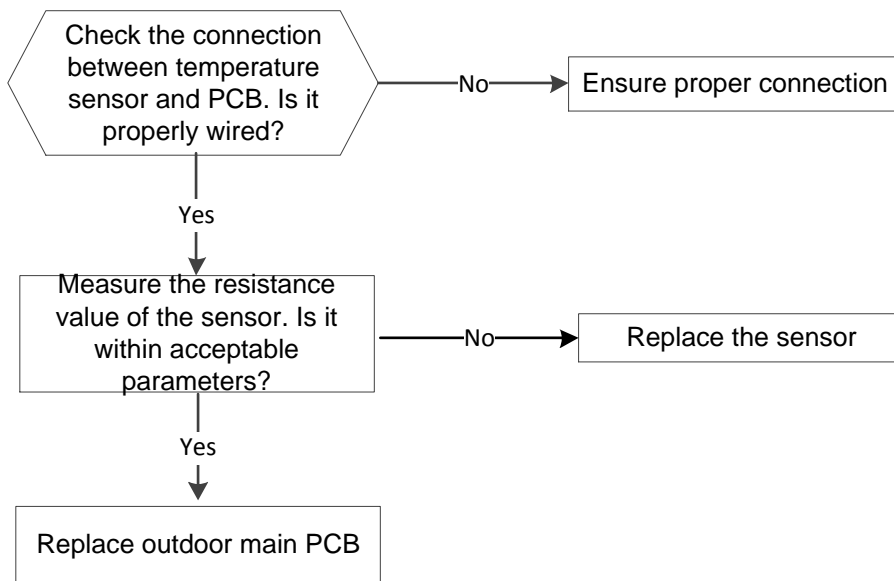 Check the connection
between temperature
sensor and PCB. Is it
properly wired?
No
Ensure proper connection
Yes
Measure the resistance
value of the sensor. Is it
within acceptable
parameters?
No
Replace the sensor
Yes
Replace outdoor main PCB